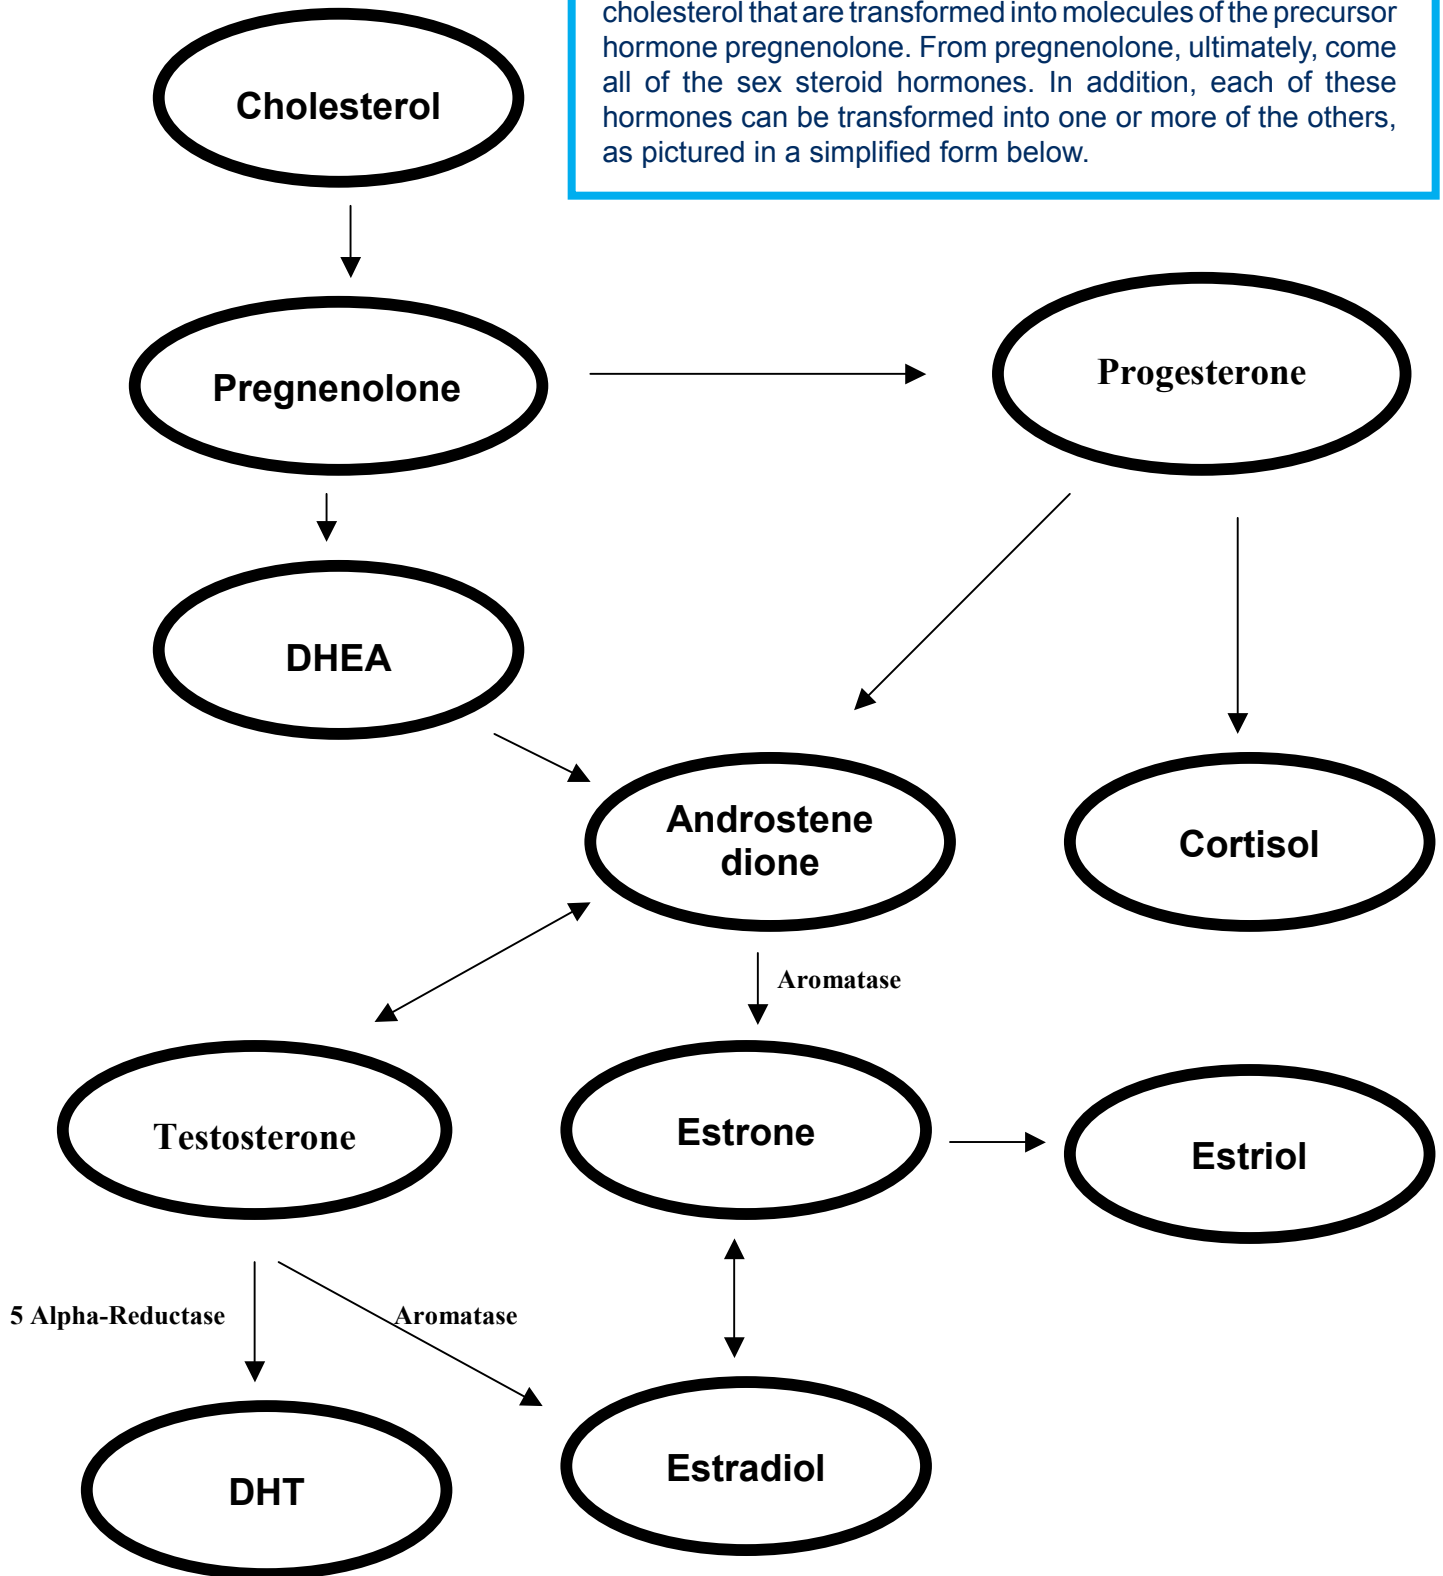 cholesterol that are transformed into molecules of the precursor
hormone pregnenolone. From pregnenolone, ultimately, come
all of the sex steroid hormones. In addition, each of these
hormones can be transformed into one or more of the others,
as pictured in a simplified form below.
Cholesterol
Pregnenolone
Progesterone
DHEA
Androstene
dione
Cortisol
Aromatase
Testosterone
Estrone
Estriol
5 Alpha-Reductase
Aromatase
DHT
Estradiol